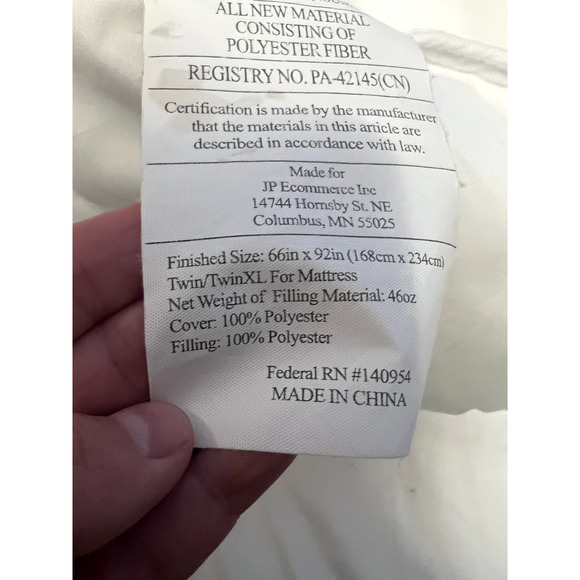 ALL NEW MATERIAL
CONSISTING OF
POLYESTER FIBER
REGISTRY NO. PA-42145(CN)
Certification is made by the manufacturer
that the materials in this article are
described in accordance with law.
Made for
JP Ecommerce Inc
14744 Hornsby St. NE
Columbus, MN 55025
Finished Size: 66in x 92in (168cm x 234cm)
Twin/TwinXL For Mattress
Net Weight of Filling Material: 46oz
Cover: 100% Polyester
Filling: 100% Polyester
Federal RN #140954
MADE IN CHINA